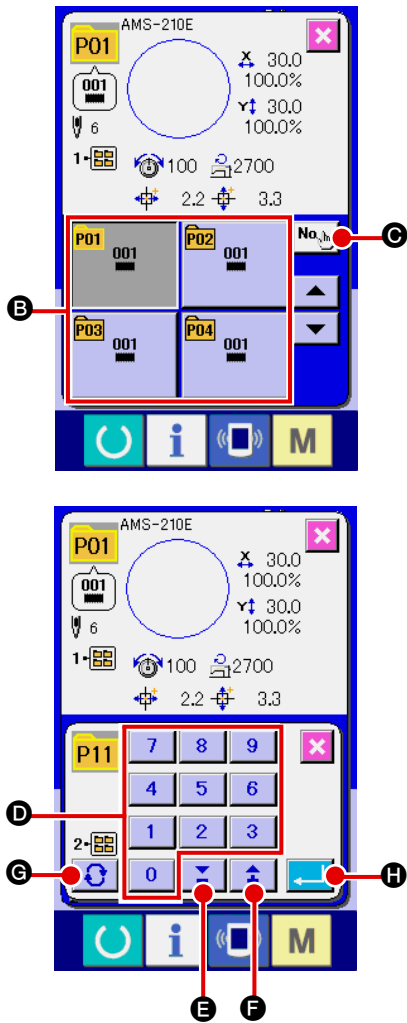 AMS-210E
P01
X 30.0
100.0%
001
Y 30.0
100.0%
6
1
100 2700
2.2 3.3
P01 001
P02 001
No.
C
B
P03 001
P04 001
i
M
AMS-210E
P01
X 30.0
100.0%
001
Y 30.0
100.0%
6
1
100 2700
2.2 3.3
P11
7 8 9
4 5 6
D
1 2 3
2
G
0
H
i
M
E F